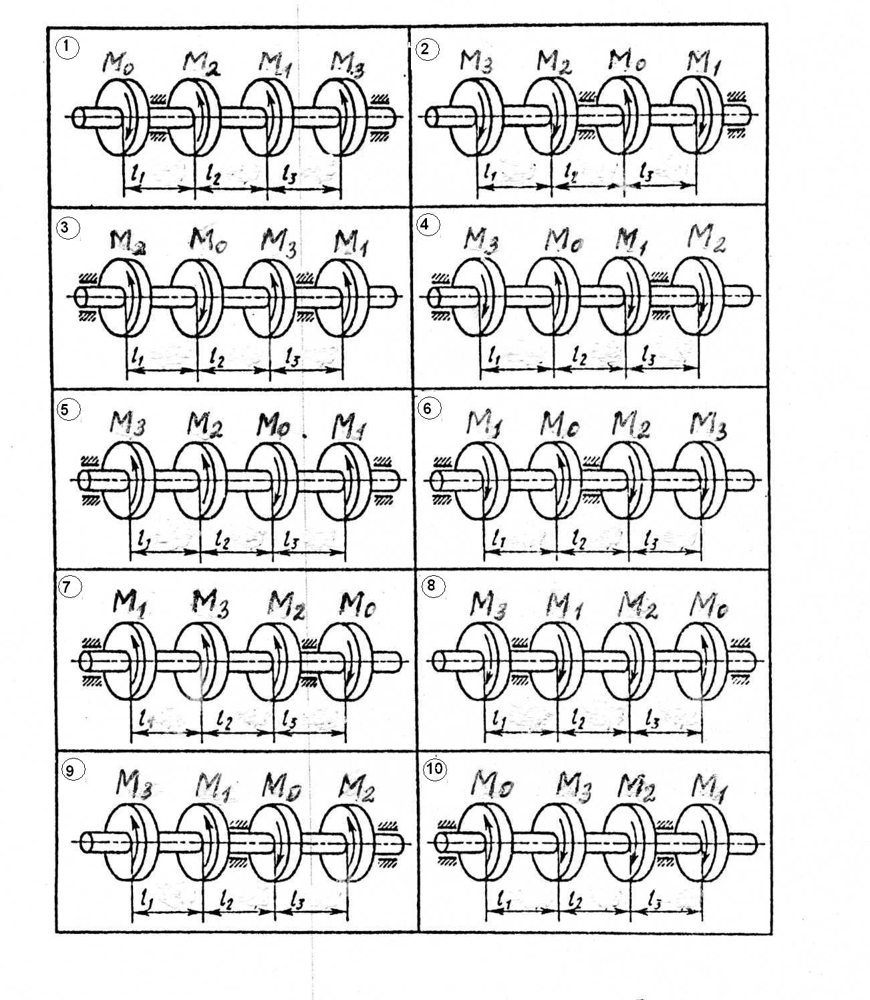 1 M0 M2 M1 M3
l1 l2 l3
2 M3 M2 M0 M1
l1 l2 l3
3 M2 M0 M3 M1
l1 l2 l3
4 M3 M0 M1 M2
l1 l2 l3
5 M3 M2 M0 M1
l1 l2 l3
6 M1 M0 M2 M3
l1 l2 l3
7 M1 M3 M2 M0
l1 l2 l3
8 M3 M1 M2 M0
l1 l2 l3
9 M3 M1 M0 M2
l1 l2 l3
10 M0 M3 M2 M1
l1 l2 l3